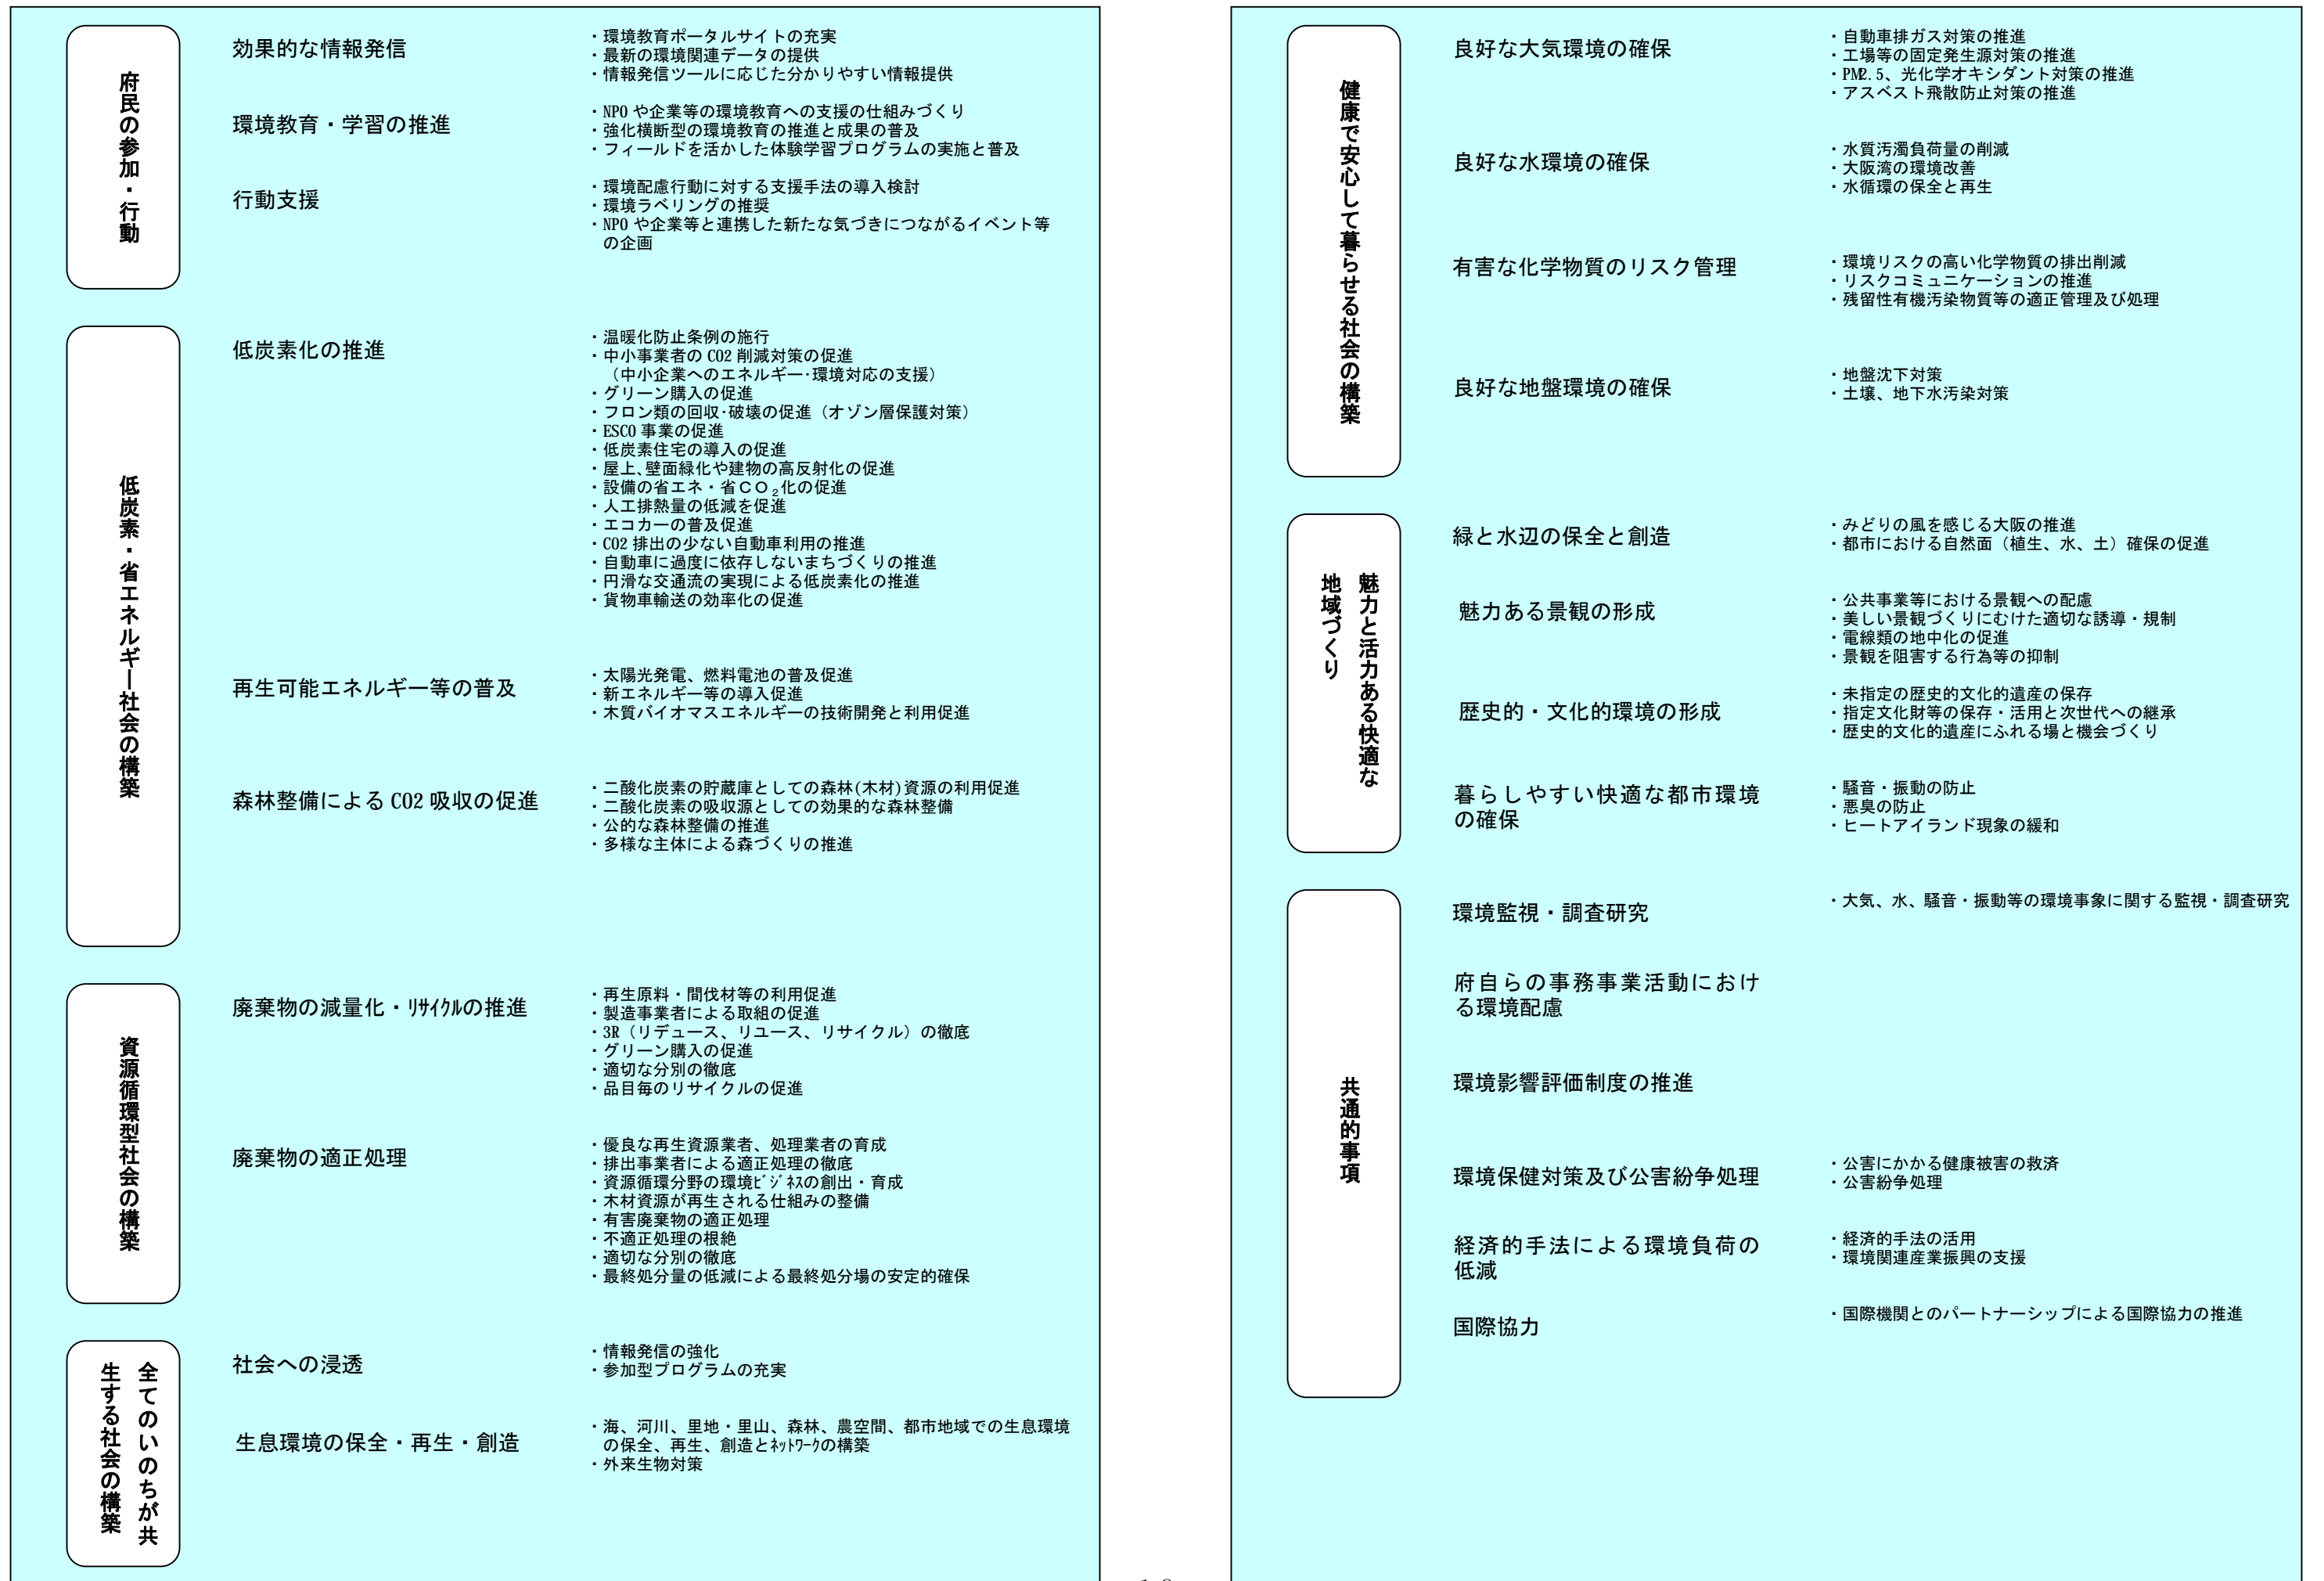 府民の参加・行動
効果的な情報発信
・環境教育ポータルサイトの充実
・最新の環境関連データの提供
・情報発信ツールに応じた分かりやすい情報提供
環境教育・学習の推進
・NPO や企業等の環境教育への支援の仕組みづくり
・強化横断型の環境教育の推進と成果の普及
・フィールドを活かした体験学習プログラムの実施と普及
行動支援
・環境配慮行動に対する支援手法の導入検討
・環境ラベリングの推奨
・NPO や企業等と連携した新たな気づきにつながるイベント等
の企画
低炭素・省エネルギー社会の構築
低炭素化の推進
・温暖化防止条例の施行
・中小事業者の CO2 削減対策の促進
（中小企業へのエネルギー・環境対応の支援）
・グリーン購入の促進
・フロン類の回収・破壊の促進（オゾン層保護対策）
・ESCO 事業の促進
・低炭素住宅の導入の促進
・屋上、壁面緑化や建物の高反射化の促進
・設備の省エネ・省ＣＯ₂化の促進
・人工排熱量の低減を促進
・エコカーの普及促進
・CO2 排出の少ない自動車利用の推進
・自動車に過度に依存しないまちづくりの推進
・円滑な交通流の実現による低炭素化の推進
・貨物車輸送の効率化の促進
再生可能エネルギー等の普及
・太陽光発電、燃料電池の普及促進
・新エネルギー等の導入促進
・木質バイオマスエネルギーの技術開発と利用促進
森林整備による CO2 吸収の促進
・二酸化炭素の貯蔵庫としての森林(木材)資源の利用促進
・二酸化炭素の吸収源としての効果的な森林整備
・公的な森林整備の推進
・多様な主体による森づくりの推進
資源循環型社会の構築
廃棄物の減量化・ﾘｻｲｸﾙの推進
・再生原料・間伐材等の利用促進
・製造事業者による取組の促進
・3R（リデュース、リユース、リサイクル）の徹底
・グリーン購入の促進
・適切な分別の徹底
・品目毎のリサイクルの促進
廃棄物の適正処理
・優良な再生資源業者、処理業者の育成
・排出事業者による適正処理の徹底
・資源循環分野の環境ﾋﾞｼﾞﾈｽの創出・育成
・木材資源が再生される仕組みの整備
・有害廃棄物の適正処理
・不適正処理の根絶
・適切な分別の徹底
・最終処分量の低減による最終処分場の安定的確保
全てのいのちが共
生する社会の構築
社会への浸透
・情報発信の強化
・参加型プログラムの充実
生息環境の保全・再生・創造
・海、河川、里地・里山、森林、農空間、都市地域での生息環境
の保全、再生、創造とﾈｯﾄﾜｰｸの構築
・外来生物対策
健康で安心して暮らせる社会の構築
良好な大気環境の確保
・自動車排ガス対策の推進
・工場等の固定発生源対策の推進
・PM2.5、光化学オキシダント対策の推進
・アスベスト飛散防止対策の推進
良好な水環境の確保
・水質汚濁負荷量の削減
・大阪湾の環境改善
・水循環の保全と再生
有害な化学物質のリスク管理
・環境リスクの高い化学物質の排出削減
・リスクコミュニケーションの推進
・残留性有機汚染物質等の適正管理及び処理
良好な地盤環境の確保
・地盤沈下対策
・土壌、地下水汚染対策
魅力と活力ある快適な
地域づくり
緑と水辺の保全と創造
・みどりの風を感じる大阪の推進
・都市における自然面（植生、水、土）確保の促進
魅力ある景観の形成
・公共事業等における景観への配慮
・美しい景観づくりにむけた適切な誘導・規制
・電線類の地中化の促進
・景観を阻害する行為等の抑制
歴史的・文化的環境の形成
・未指定の歴史的文化的遺産の保存
・指定文化財等の保存・活用と次世代への継承
・歴史的文化的遺産にふれる場と機会づくり
暮らしやすい快適な都市環境
の確保
・騒音・振動の防止
・悪臭の防止
・ヒートアイランド現象の緩和
共通的事項
環境監視・調査研究
・大気、水、騒音・振動等の環境事象に関する監視・調査研究
府自らの事務事業活動におけ
る環境配慮
環境影響評価制度の推進
環境保健対策及び公害紛争処理
・公害にかかる健康被害の救済
・公害紛争処理
経済的手法による環境負荷の
低減
・経済的手法の活用
・環境関連産業振興の支援
国際協力
・国際機関とのパートナーシップによる国際協力の推進